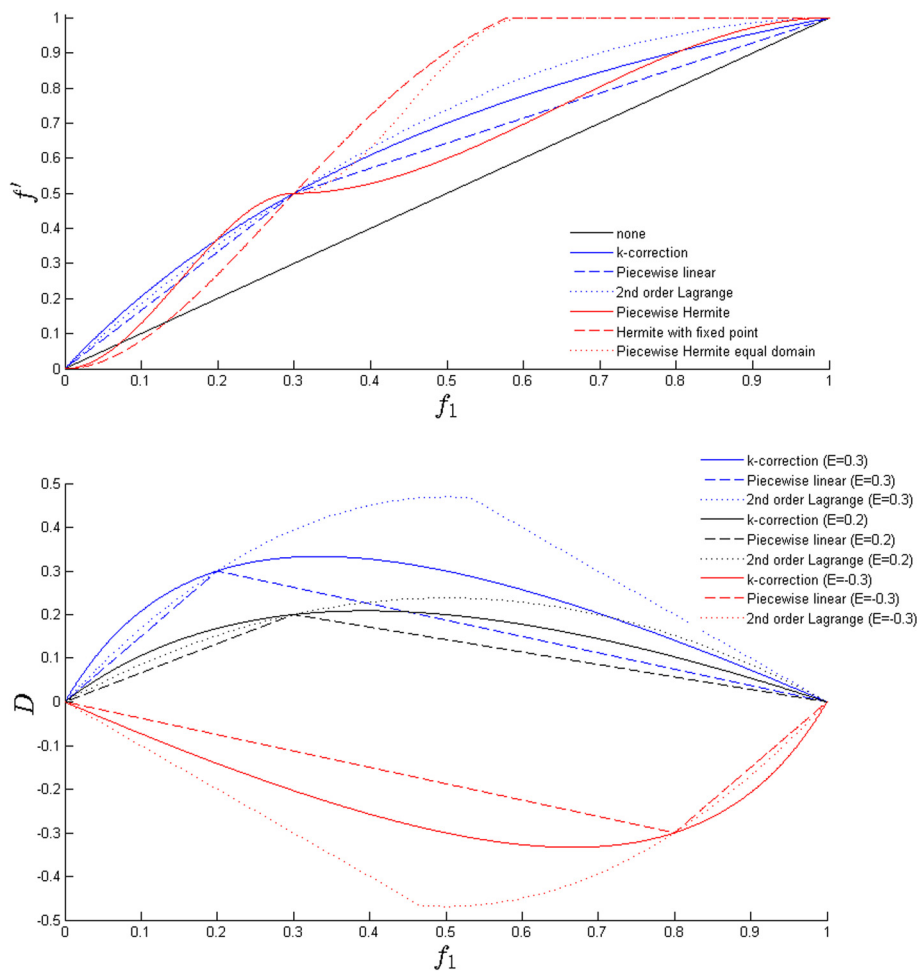 1
0.9
0.8
0.7
0.6
0.5
0.4
0.3
0.2
0.1
0
f'
none
k-correction
Piecewise linear
2nd order Lagrange
Piecewise Hermite
Hermite with fixed point
Piecewise Hermite equal domain
0 0.1 0.2 0.3 0.4 0.5 0.6 0.7 0.8 0.9 1
f₁
k-correction (E=0.3)
Piecewise linear (E=0.3)
2nd order Lagrange (E=0.3)
k-correction (E=0.2)
Piecewise linear (E=0.2)
2nd order Lagrange (E=0.2)
k-correction (E=-0.3)
Piecewise linear (E=-0.3)
2nd order Lagrange (E=-0.3)
0.5
0.4
0.3
0.2
0.1
0
-0.1
-0.2
-0.3
-0.4
-0.5
D
0 0.1 0.2 0.3 0.4 0.5 0.6 0.7 0.8 0.9 1
f₁